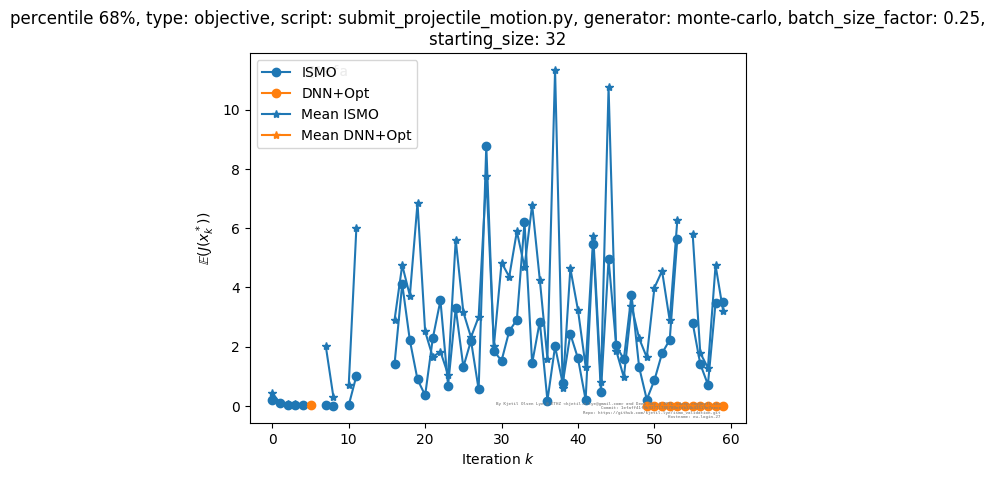 percentile 68%, type: objective, script: submit_projectile_motion.py, generator: monte-carlo, batch_size_factor: 0.25,
starting_size: 32
ISMO
DNN+Opt
Mean ISMO
Mean DNN+Opt
𝔼(J(x_k^*))
10
8
6
4
2
0
0 10 20 30 40 50 60
Iteration k